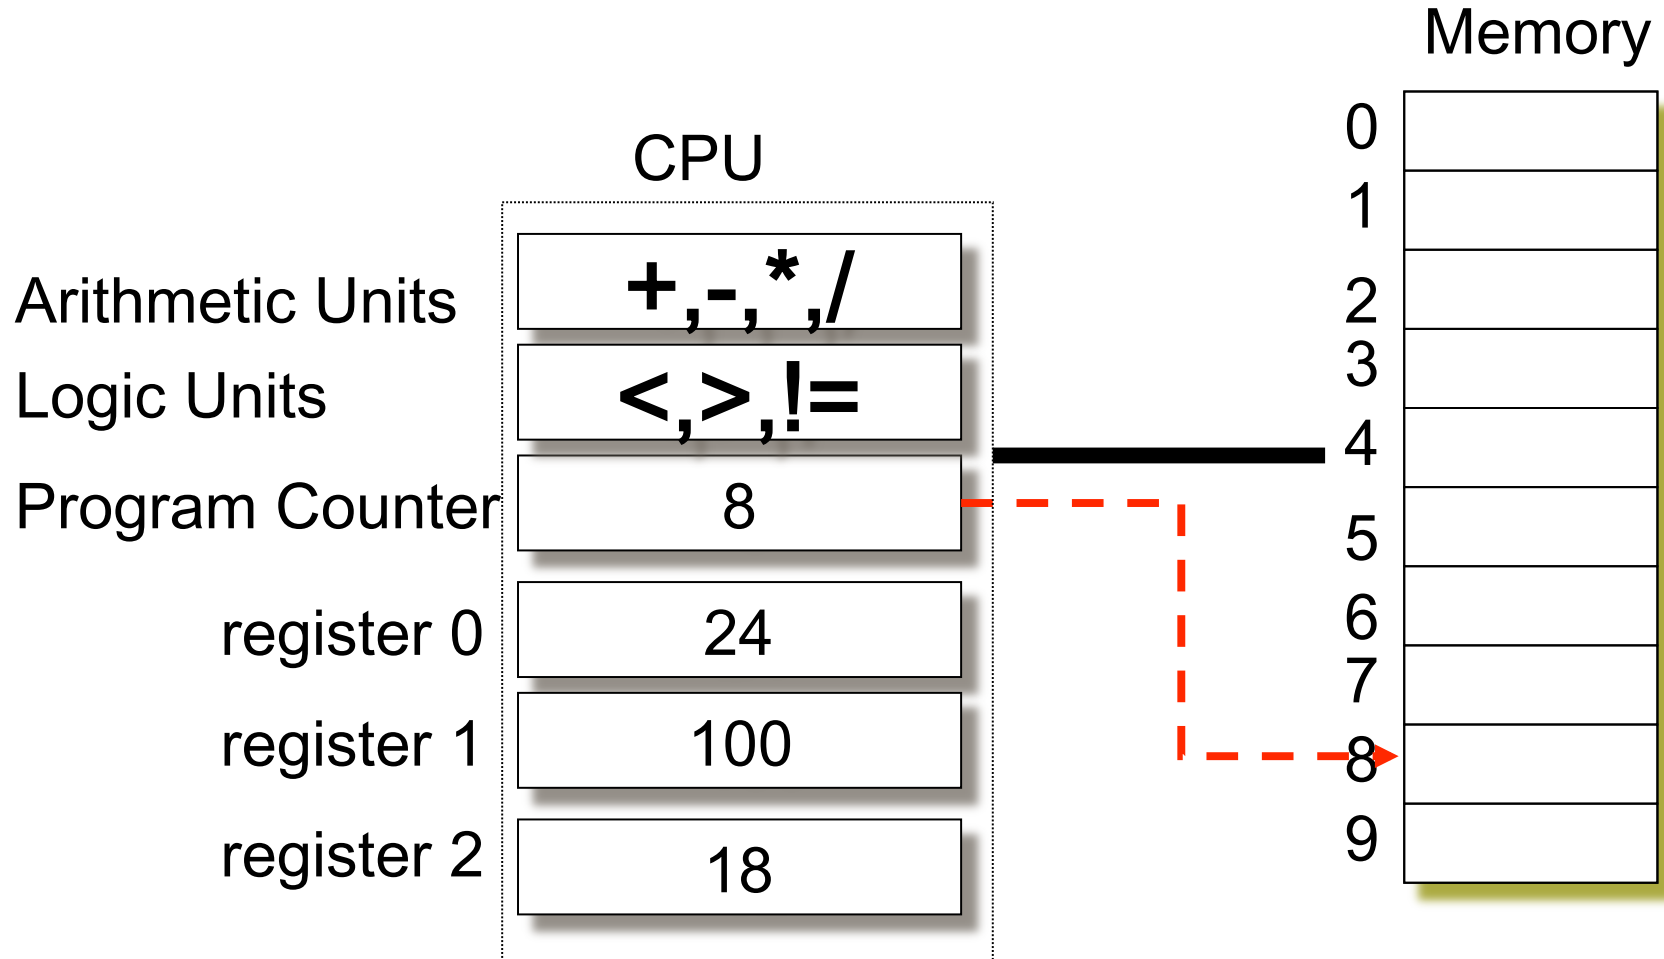 Memory
CPU
Arithmetic Units
+,-,*,/
Logic Units
<,>,!=
Program Counter
8
register 0
24
register 1
100
register 2
18
0
1
2
3
4
5
6
7
8
9